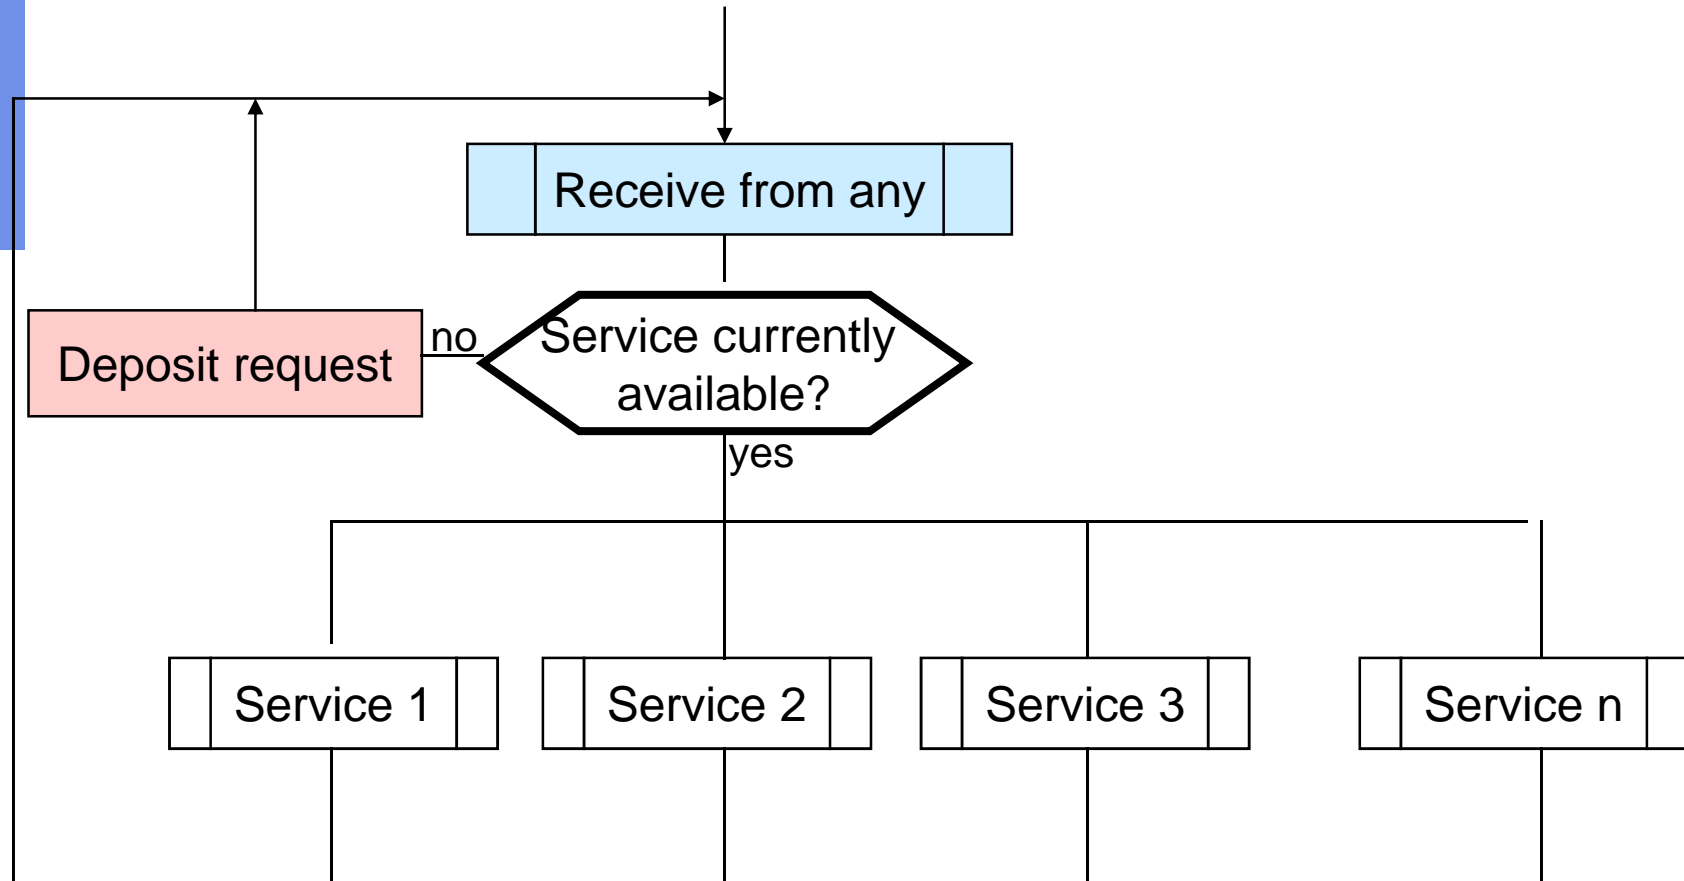 Receive from any
Deposit request
no
Service currently
available?
yes
Service 1
Service 2
Service 3
Service n